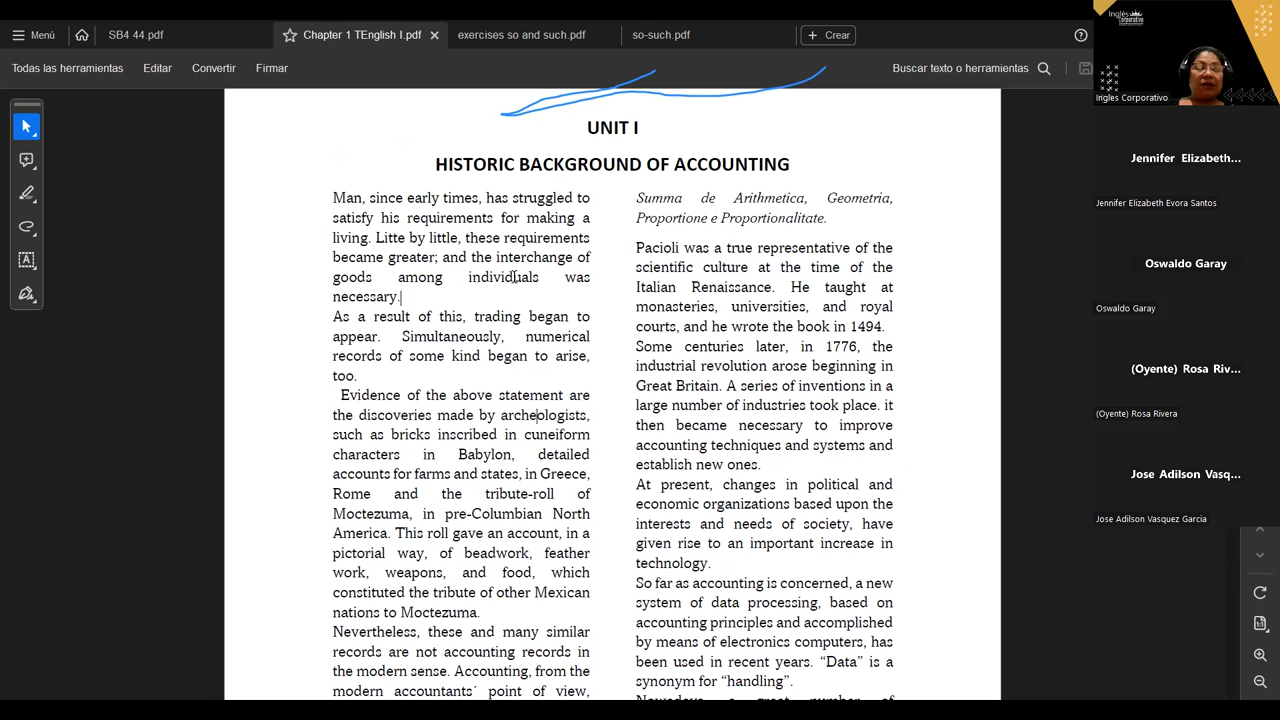 Menú
SB4 44.pdf
Chapter 1 TEnglish I.pdf
exercises so and such.pdf
so-such.pdf
Crear
Todas las herramientas
Editar
Convertir
Firmar
Buscar texto o herramientas
UNIT I
HISTORIC BACKGROUND OF ACCOUNTING
Man, since early times, has struggled to
satisfy his requirements for making a
living. Litte by little, these requirements
became greater; and the interchange of
goods among individuals was
necessary.
As a result of this, trading began to
appear. Simultaneously, numerical
records of some kind began to arise,
too.
Evidence of the above statement are
the discoveries made by archeologists,
such as bricks inscribed in cuneiform
characters in Babylon, detailed
accounts for farms and states, in Greece,
Rome and the tribute-roll of
Moctezuma, in pre-Columbian North
America. This roll gave an account, in a
pictorial way, of beadwork, feather
work, weapons, and food, which
constituted the tribute of other Mexican
nations to Moctezuma.
Nevertheless, these and many similar
records are not accounting records in
the modern sense. Accounting, from the
modern accountants´ point of view,
Summa de Arithmetica, Geometria,
Proportione e Proportionalitate.
Pacioli was a true representative of the
scientific culture at the time of the
Italian Renaissance. He taught at
monasteries, universities, and royal
courts, and he wrote the book in 1494.
Some centuries later, in 1776, the
industrial revolution arose beginning in
Great Britain. A series of inventions in a
large number of industries took place. it
then became necessary to improve
accounting techniques and systems and
establish new ones.
At present, changes in political and
economic organizations based upon the
interests and needs of society, have
given rise to an important increase in
technology.
So far as accounting is concerned, a new
system of data processing, based on
accounting principles and accomplished
by means of electronics computers, has
been used in recent years. “Data” is a
synonym for “handling”.
Nowadays a great number of
Inglés
Corporativo
Ingles Corporativo
Jennifer Elizabeth...
Jennifer Elizabeth Evora Santos
Oswaldo Garay
Oswaldo Garay
(Oyente) Rosa Riv...
(Oyente) Rosa Rivera
Jose Adilson Vasq...
Jose Adilson Vasquez Garcia